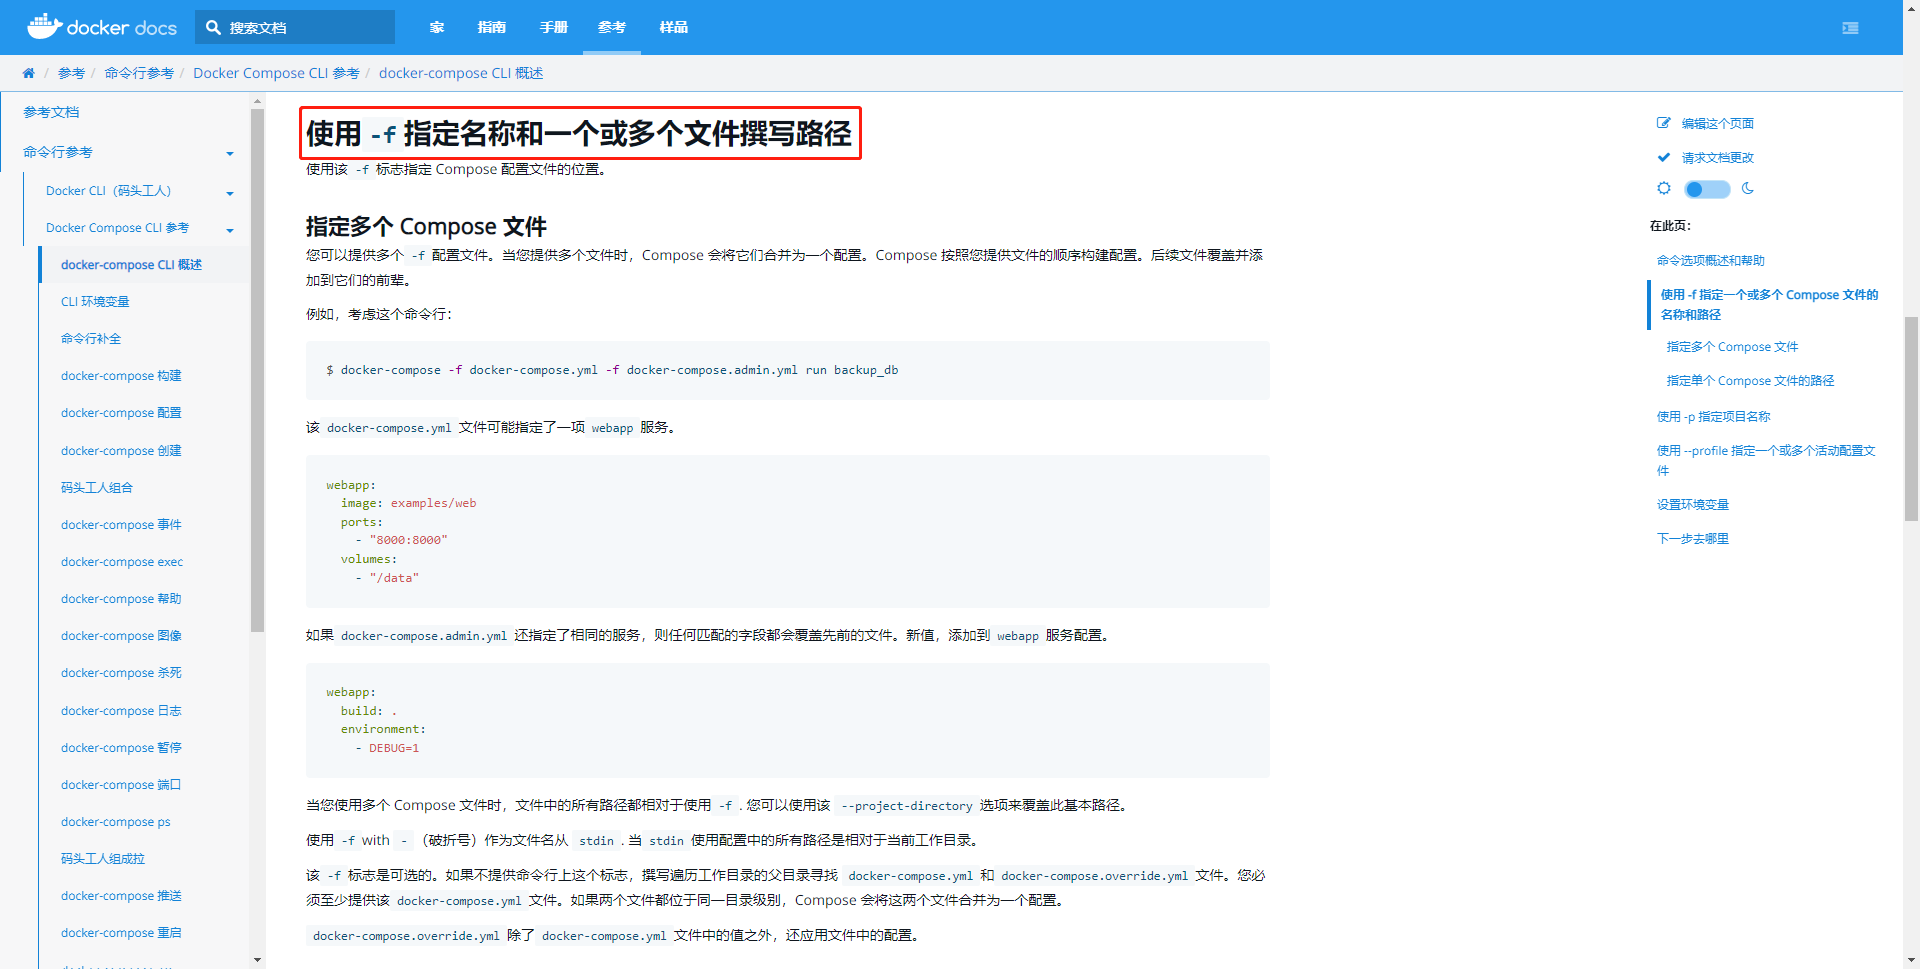 docker docs
搜索文档
家 指南 手册 参考 样品
/ 参考 / 命令行参考 / Docker Compose CLI 参考 / docker-compose CLI 概述
参考文档
命令行参考
Docker CLI（码头工人）
Docker Compose CLI 参考
docker-compose CLI 概述
CLI 环境变量
命令行补全
docker-compose 构建
docker-compose 配置
docker-compose 创建
码头工人组合
docker-compose 事件
docker-compose exec
docker-compose 帮助
docker-compose 图像
docker-compose 杀死
docker-compose 日志
docker-compose 暂停
docker-compose 端口
docker-compose ps
码头工人组成拉
docker-compose 推送
docker-compose 重启
使用 -f 指定名称和一个或多个文件撰写路径
使用该 -f 标志指定 Compose 配置文件的位置。
指定多个 Compose 文件
您可以提供多个 -f 配置文件。当您提供多个文件时，Compose 会将它们合并为一个配置。Compose 按照您提供文件的顺序构建配置。后续文件覆盖并添
加到它们的前辈。
例如，考虑这个命令行：
$ docker-compose -f docker-compose.yml -f docker-compose.admin.yml run backup_db
该 docker-compose.yml 文件可能指定了一项 webapp 服务。
webapp:
  image: examples/web
  ports:
    - "8000:8000"
  volumes:
    - "/data"
如果 docker-compose.admin.yml 还指定了相同的服务，则任何匹配的字段都会覆盖先前的文件。新值，添加到 webapp 服务配置。
webapp:
  build: .
  environment:
    - DEBUG=1
当您使用多个 Compose 文件时，文件中的所有路径都相对于使用 -f . 您可以使用该 --project-directory 选项来覆盖此基本路径。
使用 -f with - （破折号）作为文件名从 stdin . 当 stdin 使用配置中的所有路径是相对于当前工作目录。
该 -f 标志是可选的。如果不提供命令行上这个标志，撰写遍历工作目录的父目录寻找 docker-compose.yml 和 docker-compose.override.yml 文件。您必
须至少提供该 docker-compose.yml 文件。如果两个文件都位于同一目录级别，Compose 会将这两个文件合并为一个配置。
docker-compose.override.yml 除了 docker-compose.yml 文件中的值之外，还应用文件中的配置。
编辑这个页面
请求文档更改
在此页：
命令选项概述和帮助
使用 -f 指定一个或多个 Compose 文件的
名称和路径
指定多个 Compose 文件
指定单个 Compose 文件的路径
使用 -p 指定项目名称
使用 --profile 指定一个或多个活动配置文
件
设置环境变量
下一步去哪里